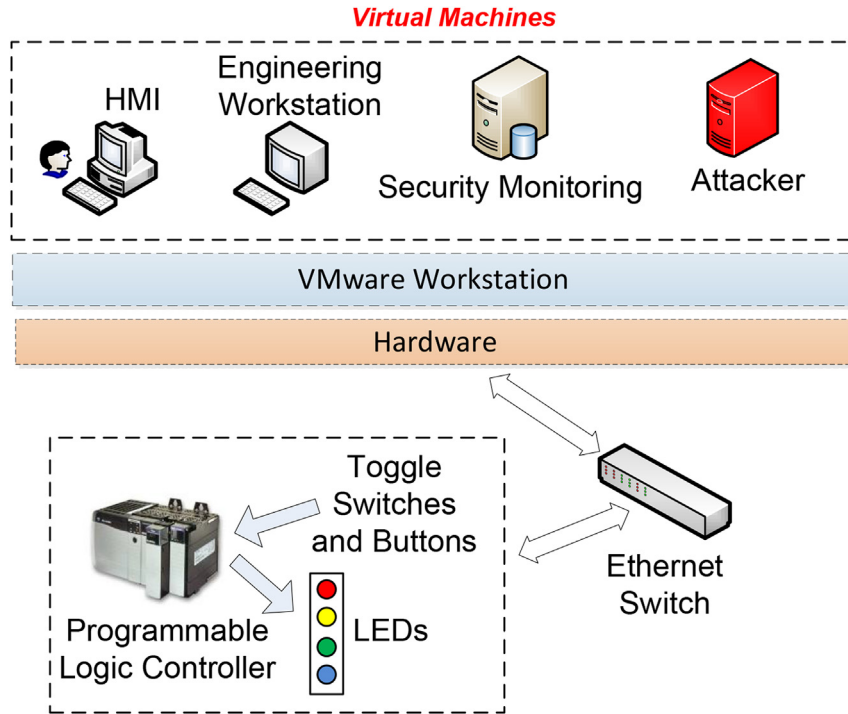 Virtual Machines
HMI
Engineering
Workstation
Security Monitoring
Attacker
VMware Workstation
Hardware
Toggle
Switches
and Buttons
Programmable
Logic Controller
LEDs
Ethernet
Switch